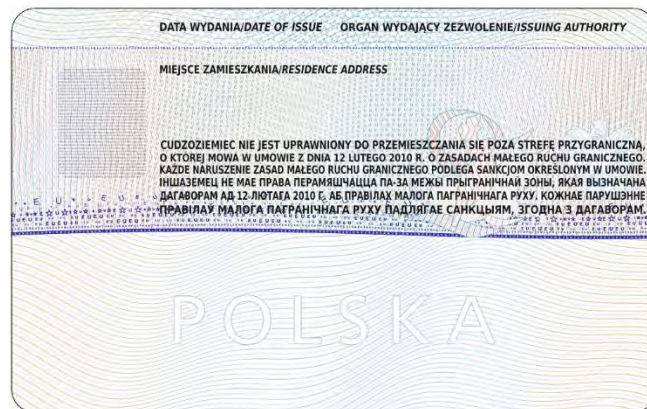 DATA WYDANIA/DATE OF ISSUE ORGAN WYDAJĄCY ZEZWOLENIE/ISSUING AUTHORITY
MIEJSCE ZAMIESZKANIA/RESIDENCE ADDRESS
CUDZOZIEMIEC NIE JEST UPRAWNIONY DO PRZEMIESZCZANIA SIĘ POZA STREFĘ PRZYGRANICZNĄ,
O KTÓREJ MOWA W UMOWIE Z DNIA 12 LUTEGO 2010 R. O ZASADACH MAŁEGO RUCHU GRANICZNEGO.
KAŻDE NARUSZENIE ZASAD MAŁEGO RUCHU GRANICZNEGO PODLEGA SANKCJOM OKREŚLONYM W UMOWIE.
ІНШАЗЕМЕЦ НЕ МАЕ ПРАВА ПЕРАМЯШЧАЦЦА ПА-ЗА МЕЖЫ ПРЫГРАНІЧНАЙ ЗОНЫ, ЯКАЯ ВЫЗНАЧАНА
ДАГАВОРАМ АД 12 ЛЮТАГА 2010 Г. АБ ПРАВІЛАХ МАЛОГА ПАГРАНІЧНАГА РУХУ. КОЖНАЕ ПАРУШЭННЕ
ПРАВІЛАЎ МАЛОГА ПАГРАНІЧНАГА РУХУ ПАДЛЯГАЕ САНКЦЫЯМ, ЗГОДНА З ДАГАВОРАМ.
POLSKA